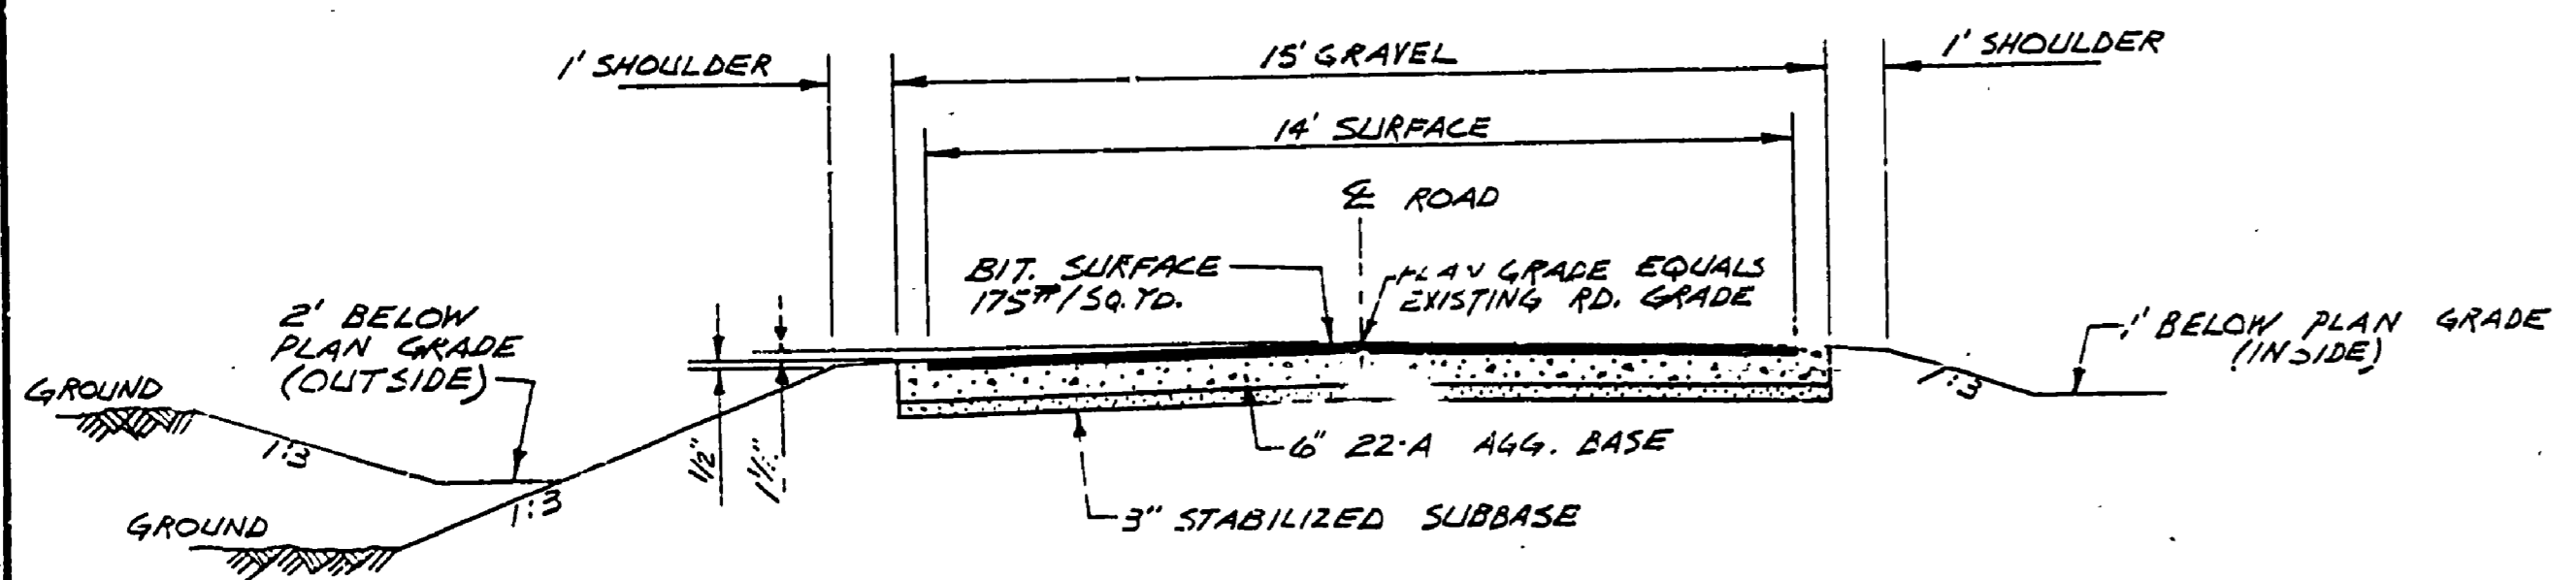 1' SHOULDER
15' GRAVEL
1' SHOULDER
14' SURFACE
℄ ROAD
BIT. SURFACE
175#/SQ.YD.
PLAN GRADE EQUALS
EXISTING RD. GRADE
2' BELOW
PLAN GRADE
(OUTSIDE)
1' BELOW PLAN GRADE
(INSIDE)
GROUND
1:3
1:3
1/2"
6" 22-A AGG. BASE
1:3
3" STABILIZED SUBBASE
GROUND